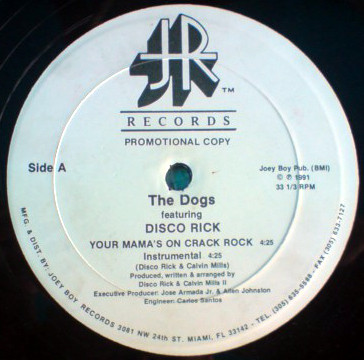 JR
TM
RECORDS
PROMOTIONAL COPY
Side A
Joey Boy Pub. (BMI)
© ℗ 1991
33 1/3 RPM
The Dogs
featuring
DISCO RICK
YOUR MAMA'S ON CRACK ROCK 4:25
Instrumental 4:25
(Disco Rick & Calvin Mills)
Produced, written & arranged by
Disco Rick & Calvin Mills II
Executive Producer: Jose Armada Jr. & Allen Johnston
Engineer: Carlos Santos
MFG. & DIST. BY: JOEY BOY RECORDS 3081 NW 24th ST. MIAMI, FL 33142 - TEL. (305) 635-5588 - FAX (305) 633-7127